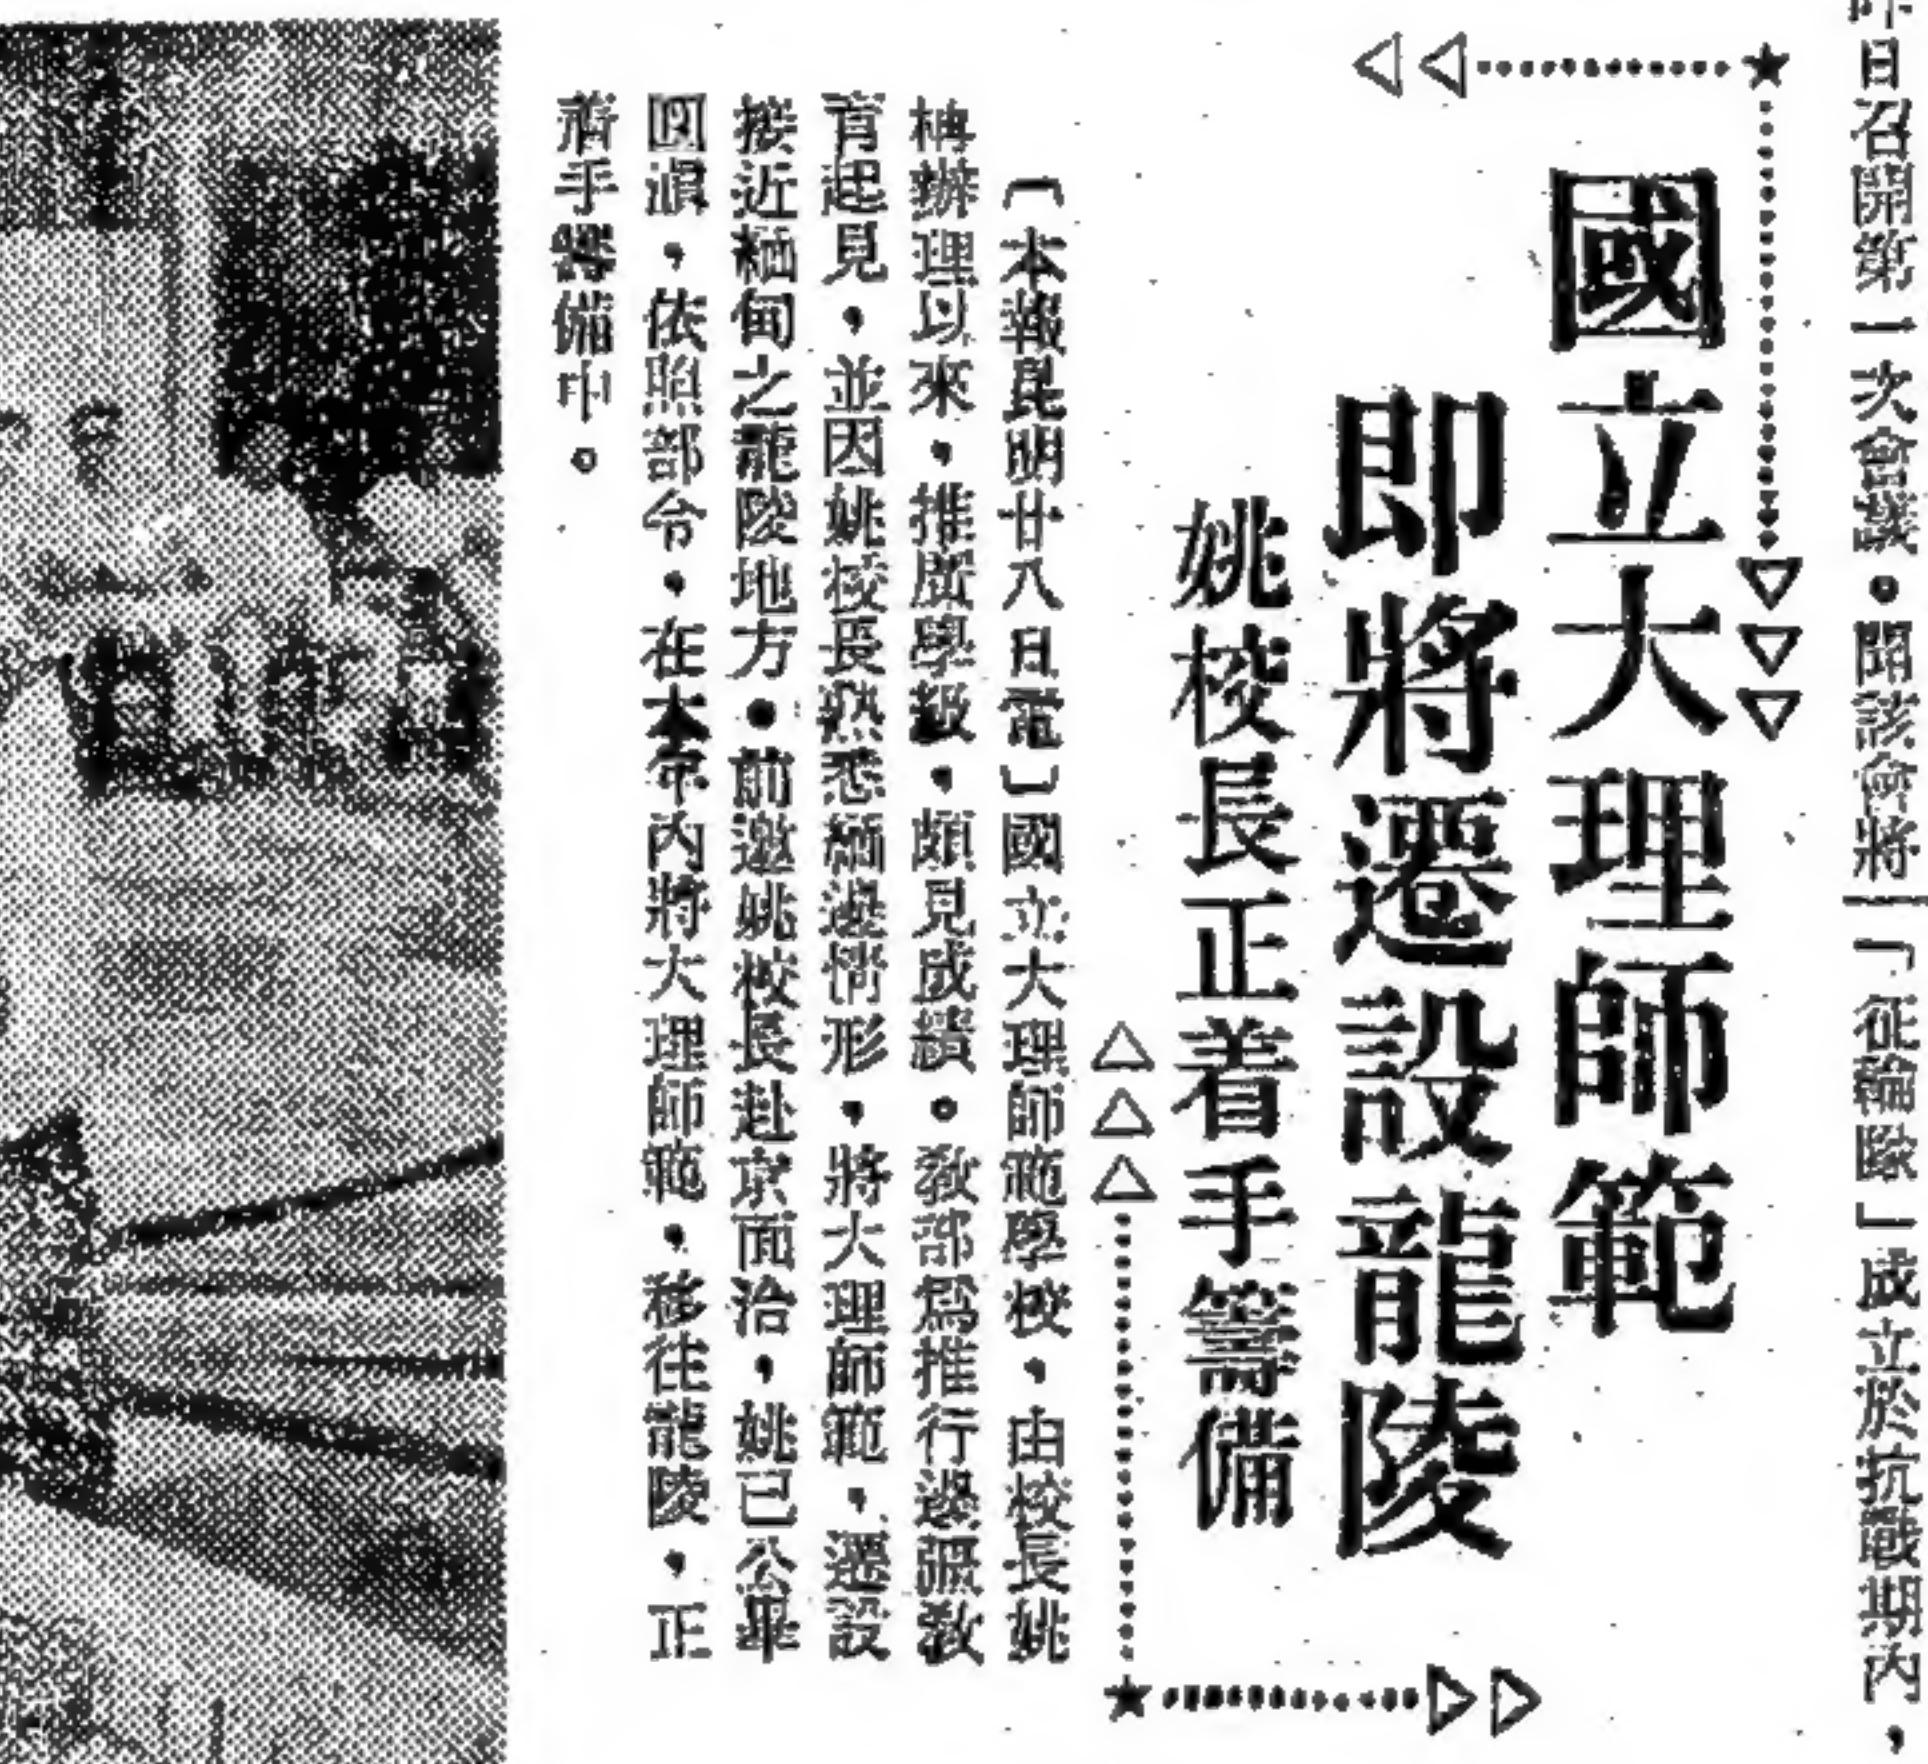 昨日召開第一次會議。聞該會將「征輪隊」成立於抗戰期內，
國立大理師範
即將遷設龍陵
姚校長正着手籌備
〔本報昆明廿八日電〕國立大理師範學校，由校長姚
辦理以來，推廣學級，頗見成績。敎部爲推行邊疆敎
育起見，並因姚校長熟悉緬邊情形，將大理師範，遷設
接近緬甸之龍陵地方。前邀姚校長赴京面洽，姚已公畢
回滇，依照部令，在本年內將大理師範，移往龍陵，正
着手籌備中。